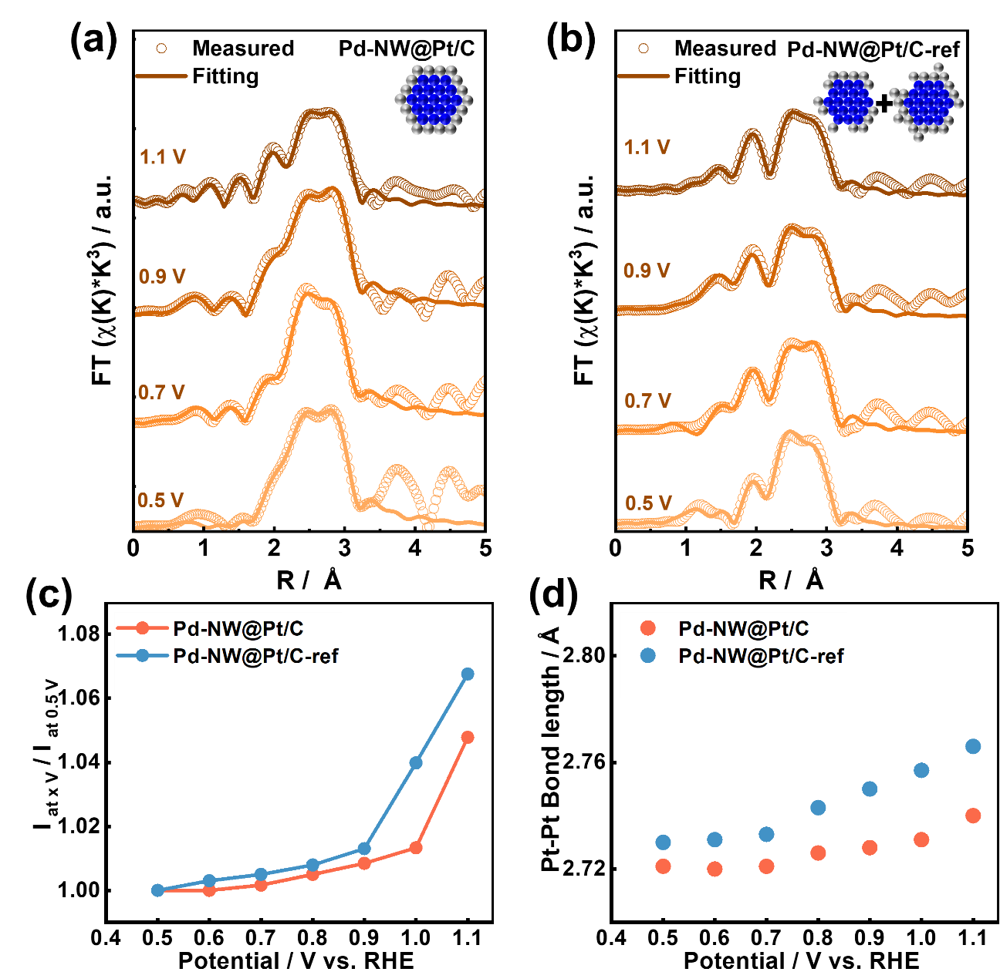 (a)
Measured
Fitting
Pd-NW@Pt/C
1.1 V
0.9 V
0.7 V
0.5 V
FT (χ(K)*K³) / a.u.
0 1 2 3 4 5
R / Å
(b)
Measured
Fitting
Pd-NW@Pt/C-ref
+
1.1 V
0.9 V
0.7 V
0.5 V
FT (χ(K)*K³) / a.u.
0 1 2 3 4 5
R / Å
(c)
Pd-NW@Pt/C
Pd-NW@Pt/C-ref
1.08
1.06
1.04
1.02
1.00
I at x V / I at 0.5 V
0.4 0.5 0.6 0.7 0.8 0.9 1.0 1.1
Potential / V vs. RHE
(d)
Pd-NW@Pt/C
Pd-NW@Pt/C-ref
2.80
2.76
2.72
Pt-Pt Bond length / Å
0.4 0.5 0.6 0.7 0.8 0.9 1.0 1.1
Potential / V vs. RHE